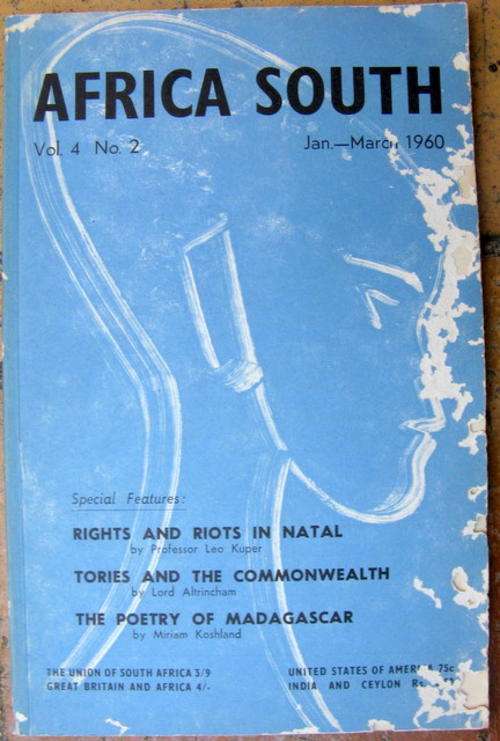 AFRICA SOUTH
Vol. 4 No. 2 Jan.—March 1960
Special Features:
RIGHTS AND RIOTS IN NATAL
by Professor Leo Kuper
TORIES AND THE COMMONWEALTH
by Lord Altrincham
THE POETRY OF MADAGASCAR
by Miriam Koshland
THE UNION OF SOUTH AFRICA 3/9 UNITED STATES OF AMERICA 75c
GREAT BRITAIN AND AFRICA 4/- INDIA AND CEYLON Rs.